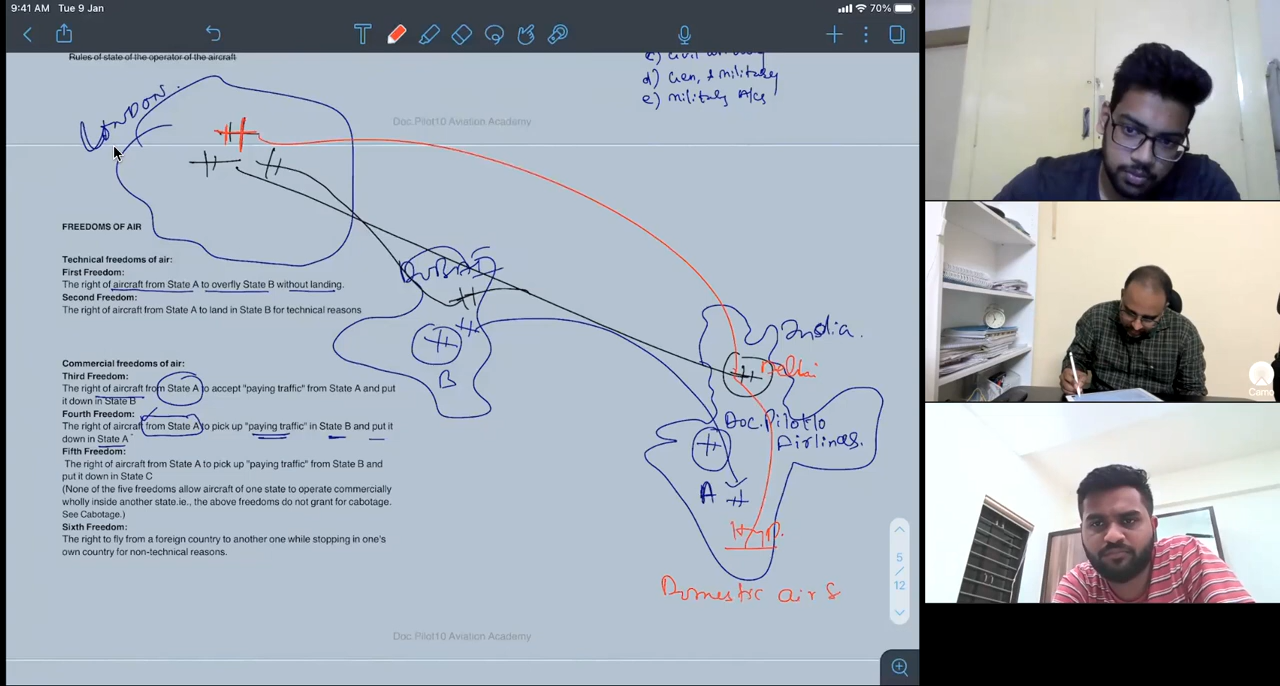 9:41 AM Tue 9 Jan
70%
Rules of state of the operator of the aircraft
d) Gen, & military
e) military A/Cs
Doc.Pilot10 Aviation Academy
LONDON.
FREEDOMS OF AIR
Technical freedoms of air:
First Freedom:
The right of aircraft from State A to overfly State B without landing.
Second Freedom:
The right of aircraft from State A to land in State B for technical reasons
Commercial freedoms of air:
Third Freedom:
The right of aircraft from State A to accept "paying traffic" from State A and put
it down in State B
Fourth Freedom:
The right of aircraft from State A to pick up "paying traffic" in State B and put it
down in State A
Fifth Freedom:
The right of aircraft from State A to pick up "paying traffic" from State B and
put it down in State C
(None of the five freedoms allow aircraft of one state to operate commercially
wholly inside another state.ie., the above freedoms do not grant for cabotage.
See Cabotage.)
Sixth Freedom:
The right to fly from a foreign country to another one while stopping in one's
own country for non-technical reasons.
DUBAI
B
India.
Delhi
Doc.Pilot10
Airlines.
A
Hyd.
Domestic air
5
/
12
Doc.Pilot10 Aviation Academy